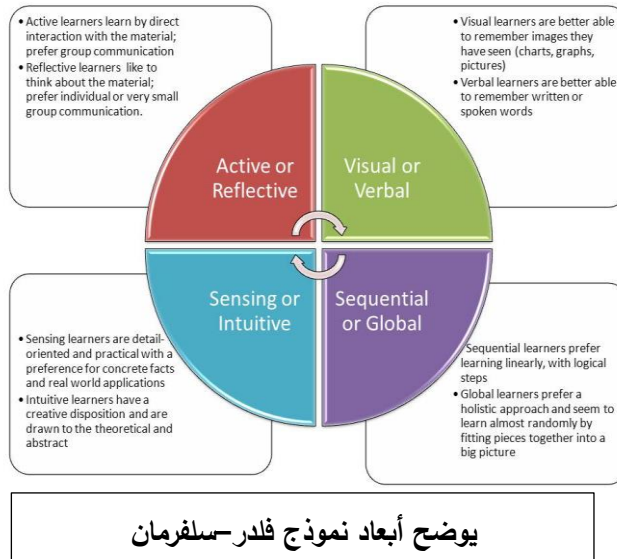 • Active learners learn by direct
interaction with the material;
prefer group communication
• Reflective learners like to
think about the material;
prefer individual or very small
group communication.
• Visual learners are better able
to remember images they
have seen (charts, graphs,
pictures)
• Verbal learners are better able
to remember written or
spoken words
Active or
Reflective
Visual or
Verbal
Sensing or
Intuitive
Sequential
or Global
• Sensing learners are detail-
oriented and practical with a
preference for concrete facts
and real world applications
• Intuitive learners have a
creative disposition and are
drawn to the theoretical and
abstract
Sequential learners prefer
learning linearly, with logical
steps
• Global learners prefer a
holistic approach and seem to
learn almost randomly by
fitting pieces together into a
big picture
يوضح أبعاد نموذج فلدر–سلفرمان